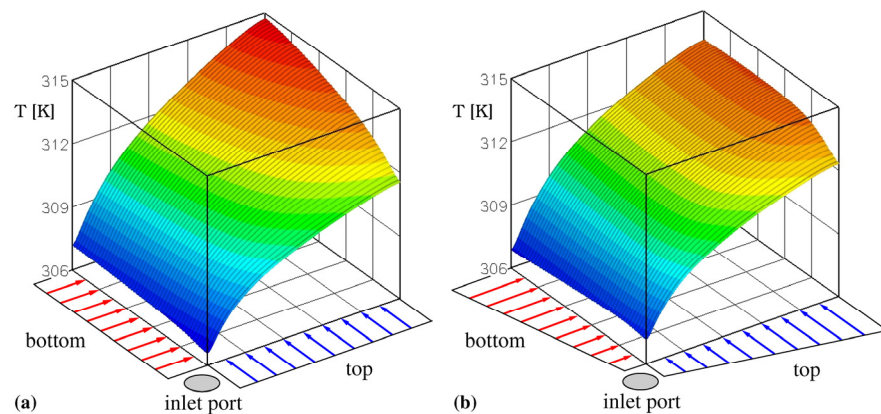 315
T [K]
312
309
306
bottom
top
(a)
inlet port
315
T [K]
312
309
306
bottom
top
(b)
inlet port